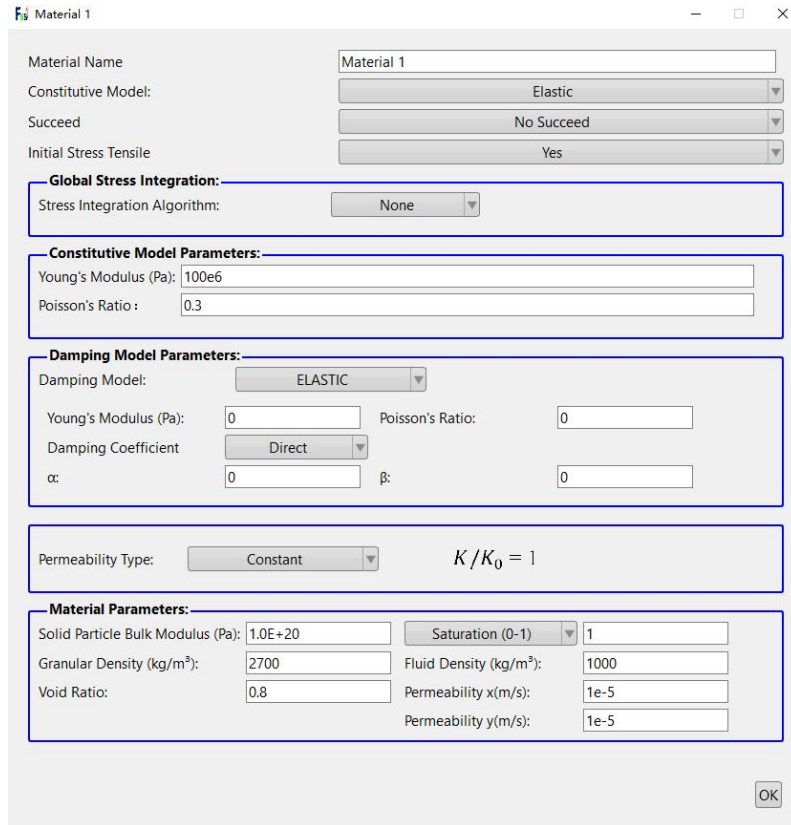 Material 1
Material Name Material 1
Constitutive Model: Elastic
Succeed No Succeed
Initial Stress Tensile Yes
Global Stress Integration:
Stress Integration Algorithm: None
Constitutive Model Parameters:
Young's Modulus (Pa): 100e6
Poisson's Ratio: 0.3
Damping Model Parameters:
Damping Model: ELASTIC
Young's Modulus (Pa): 0 Poisson's Ratio: 0
Damping Coefficient Direct
α: 0 β: 0
Permeability Type: Constant K/K₀ = 1
Material Parameters:
Solid Particle Bulk Modulus (Pa): 1.0E+20 Saturation (0-1) 1
Granular Density (kg/m³): 2700 Fluid Density (kg/m³): 1000
Void Ratio: 0.8 Permeability x(m/s): 1e-5
Permeability y(m/s): 1e-5
OK